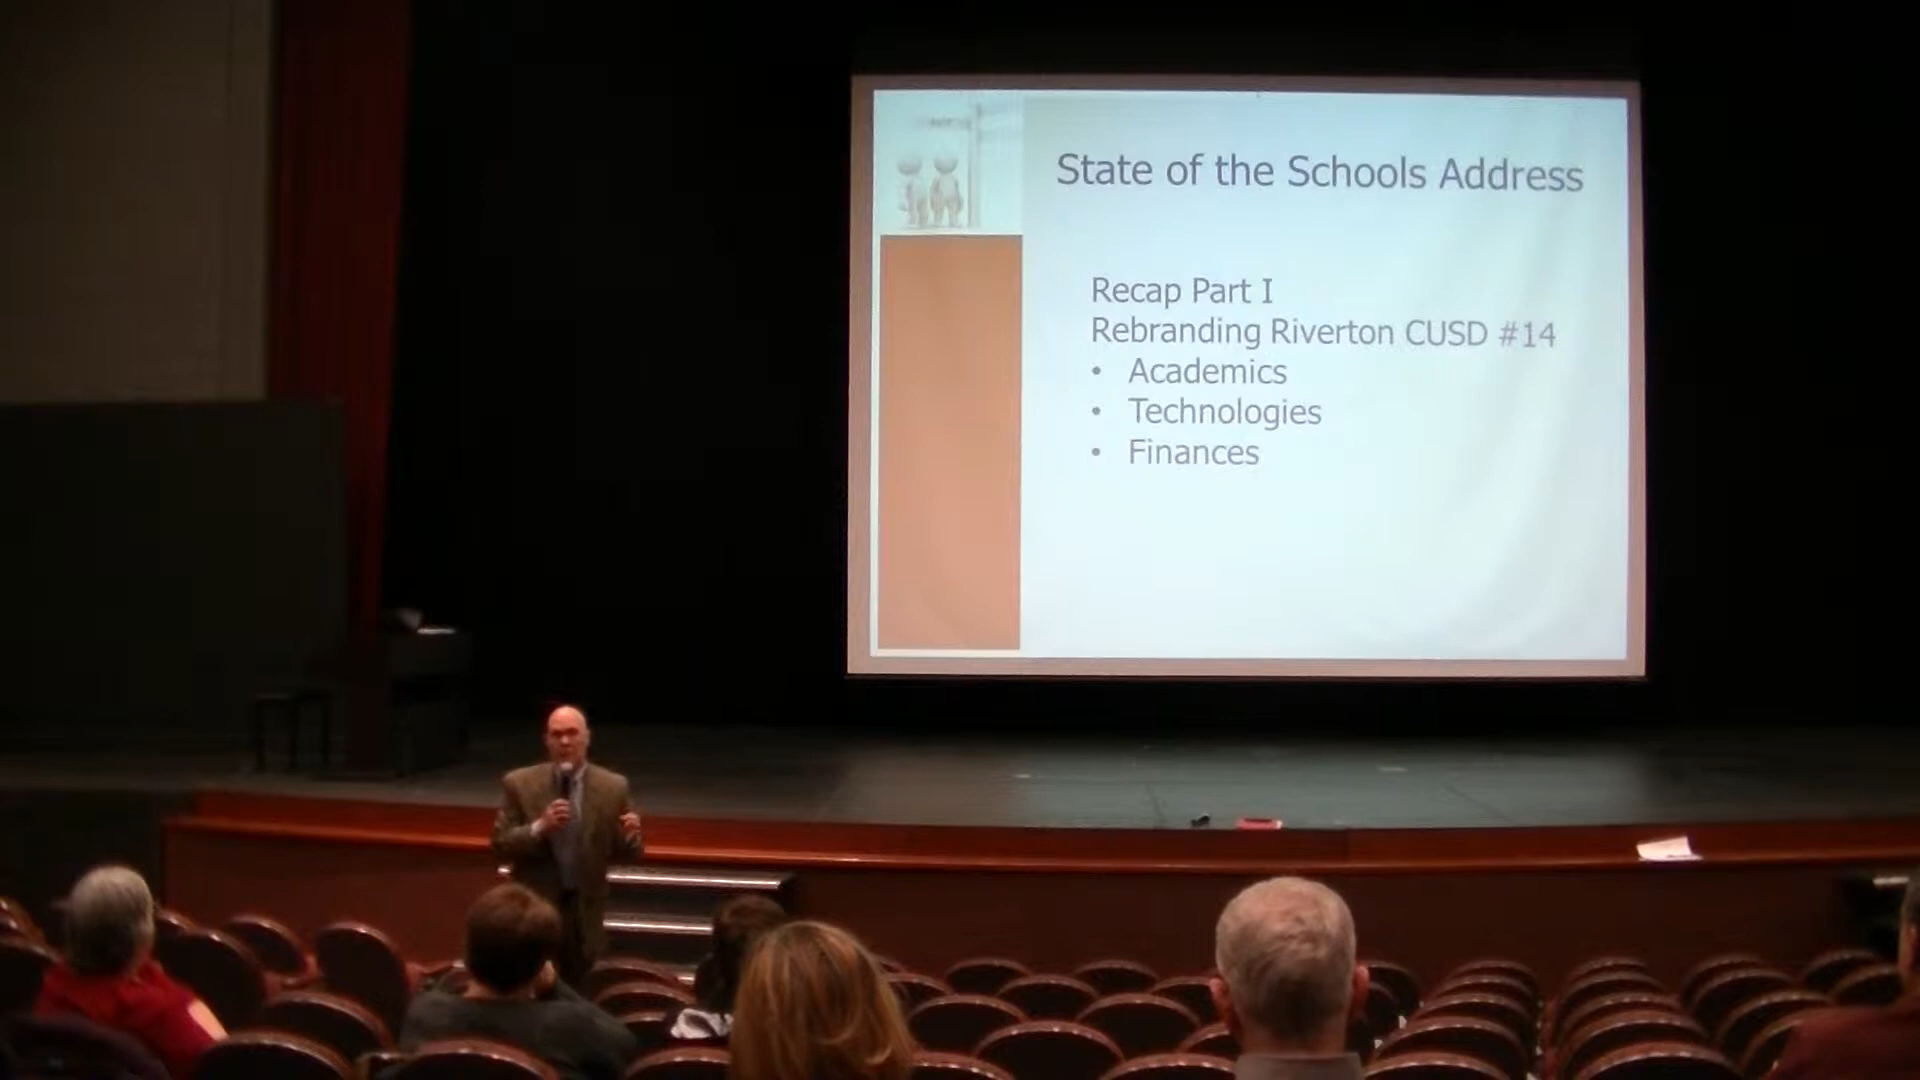 State of the Schools Address
Recap Part I
Rebranding Riverton CUSD #14
• Academics
• Technologies
• Finances